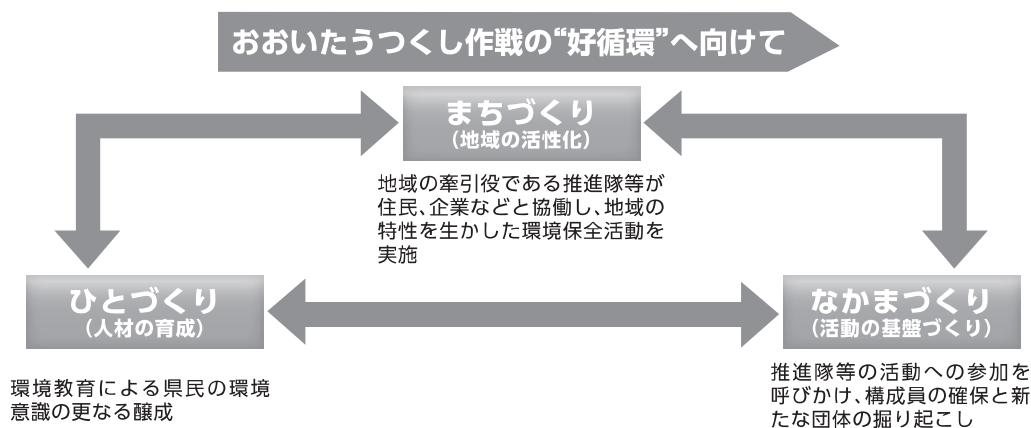 おおいたうつくし作戦の“好循環”へ向けて
まちづくり
（地域の活性化）
地域の牽引役である推進隊等が
住民、企業などと協働し、地域の
特性を生かした環境保全活動を
実施
ひとづくり
（人材の育成）
環境教育による県民の環境
意識の更なる醸成
なかまづくり
（活動の基盤づくり）
推進隊等の活動への参加を
呼びかけ、構成員の確保と新
たな団体の掘り起こし